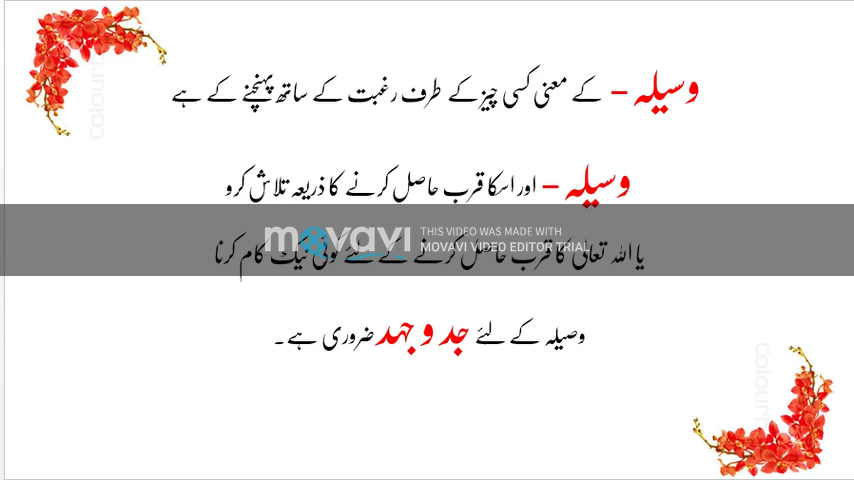 وسیلہ – کے معنی کسی چیز کے طرف رغبت کے ساتھ پہنچنے کے ہے
وسیلہ – اور اسکا قرب حاصل کرنے کا ذریعہ تلاش کرو
یا اللہ تعالی کا قرب حاصل کرنے کے لئے کوئی نیک کام کرنا
movavi
THIS VIDEO WAS MADE WITH
MOVAVI VIDEO EDITOR TRIAL
وصیلہ کے لئے جد و جہد ضروری ہے۔